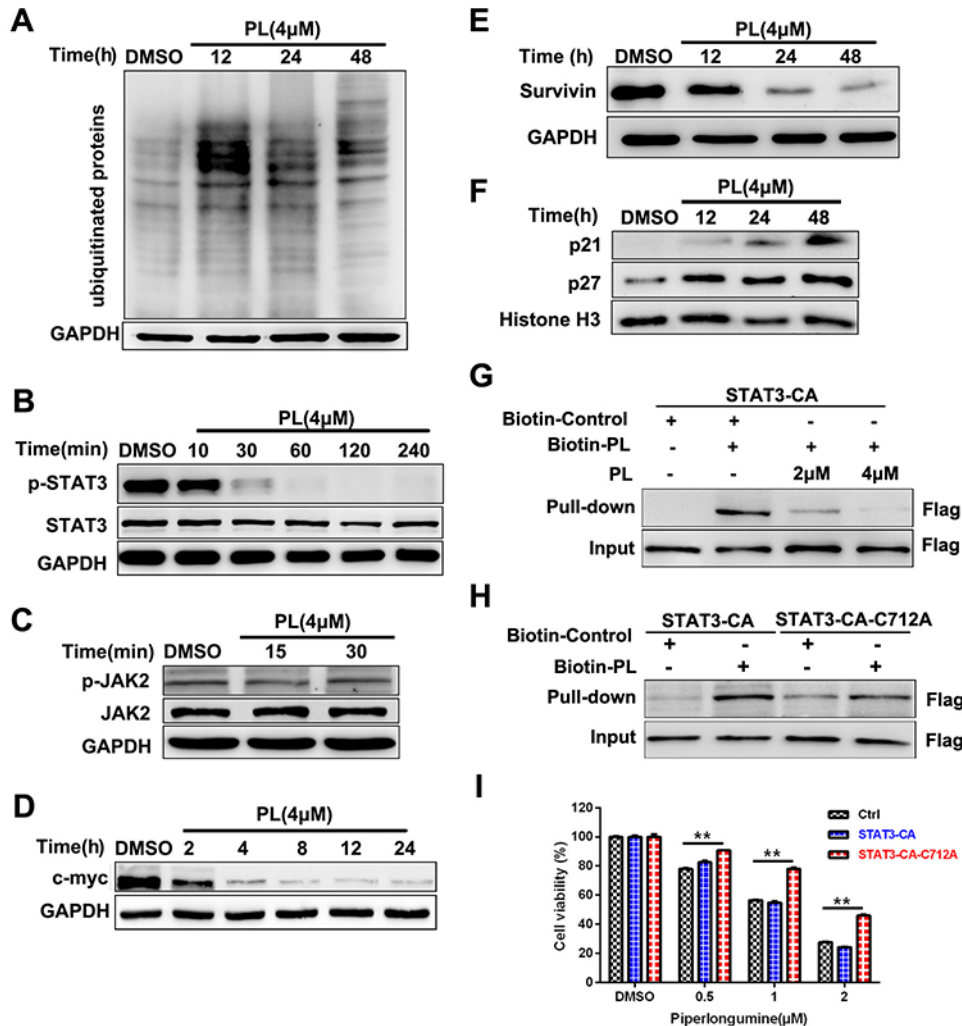 A
PL(4μM)
Time(h) DMSO 12 24 48
ubiquitinated proteins
GAPDH
B
PL(4μM)
Time(min) DMSO 10 30 60 120 240
p-STAT3
STAT3
GAPDH
C
PL(4μM)
Time(min) DMSO 15 30
p-JAK2
JAK2
GAPDH
D
PL(4μM)
Time(h) DMSO 2 4 8 12 24
c-myc
GAPDH
E
PL(4μM)
Time (h) DMSO 12 24 48
Survivin
GAPDH
F
PL(4μM)
Time(h) DMSO 12 24 48
p21
p27
Histone H3
G
STAT3-CA
Biotin-Control + + - -
Biotin-PL - + + +
PL - - 2μM 4μM
Pull-down Flag
Input Flag
H
STAT3-CA STAT3-CA-C712A
Biotin-Control + - + -
Biotin-PL - + - +
Pull-down Flag
Input Flag
I
Cell viability (%)
120
100
80
60
40
20
0
** ** **
Ctrl
STAT3-CA
STAT3-CA-C712A
DMSO 0.5 1 2
Piperlongumine(μM)